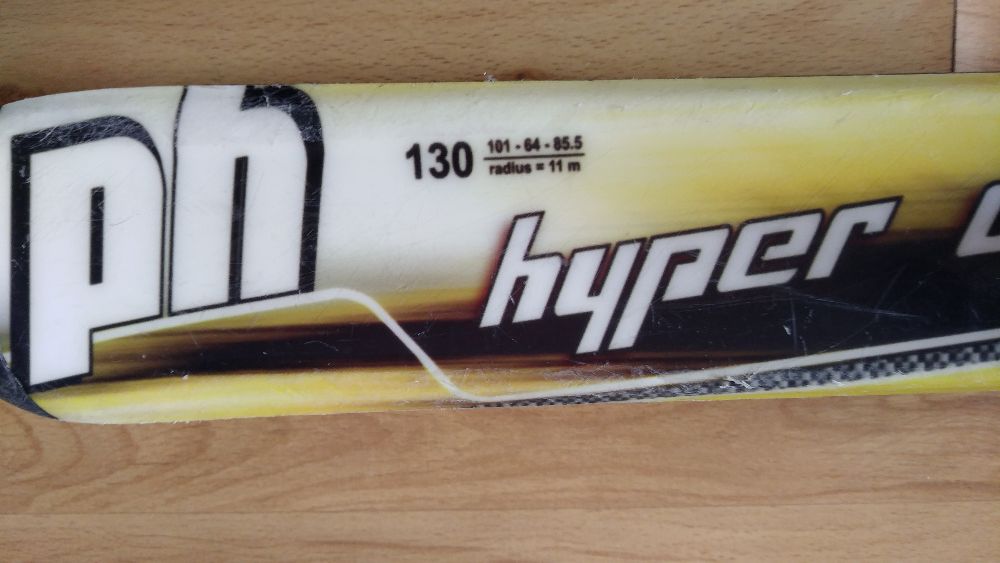 ph
130
101 - 64 - 85.5
radius = 11 m
hyper